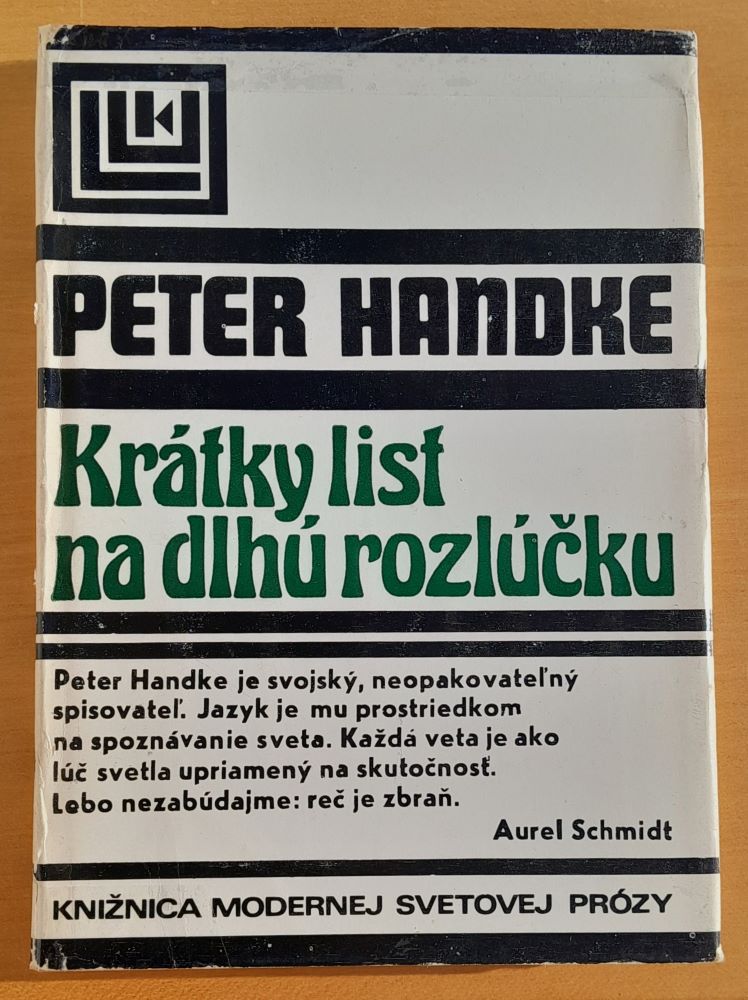 PETER HANDKE
Krátky list
na dlhú rozlúčku
Peter Handke je svojský, neopakovateľný
spisovateľ. Jazyk je mu prostriedkom
na spoznávanie sveta. Každá veta je ako
lúč svetla upriamený na skutočnosť.
Lebo nezabúdajme: reč je zbraň.
Aurel Schmidt
KNIŽNICA MODERNEJ SVETOVEJ PRÓZY